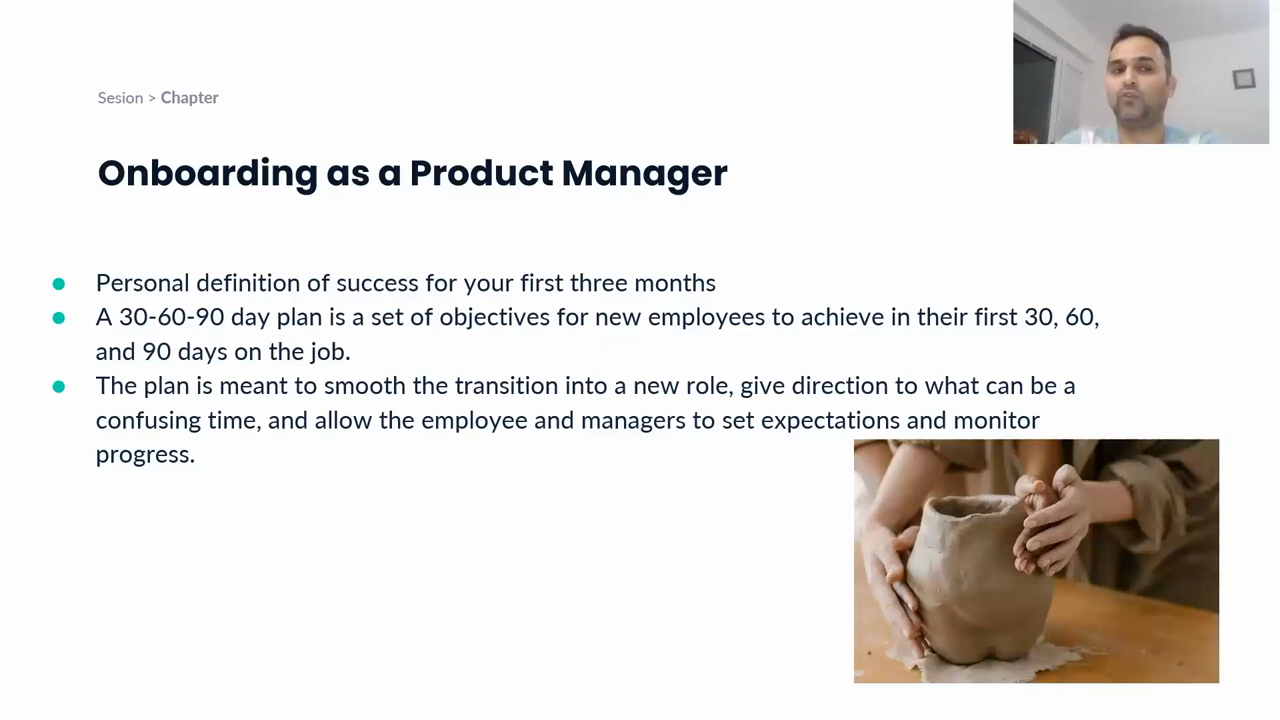 Sesion > Chapter
Onboarding as a Product Manager
● Personal definition of success for your first three months
● A 30-60-90 day plan is a set of objectives for new employees to achieve in their first 30, 60,
and 90 days on the job.
● The plan is meant to smooth the transition into a new role, give direction to what can be a
confusing time, and allow the employee and managers to set expectations and monitor
progress.